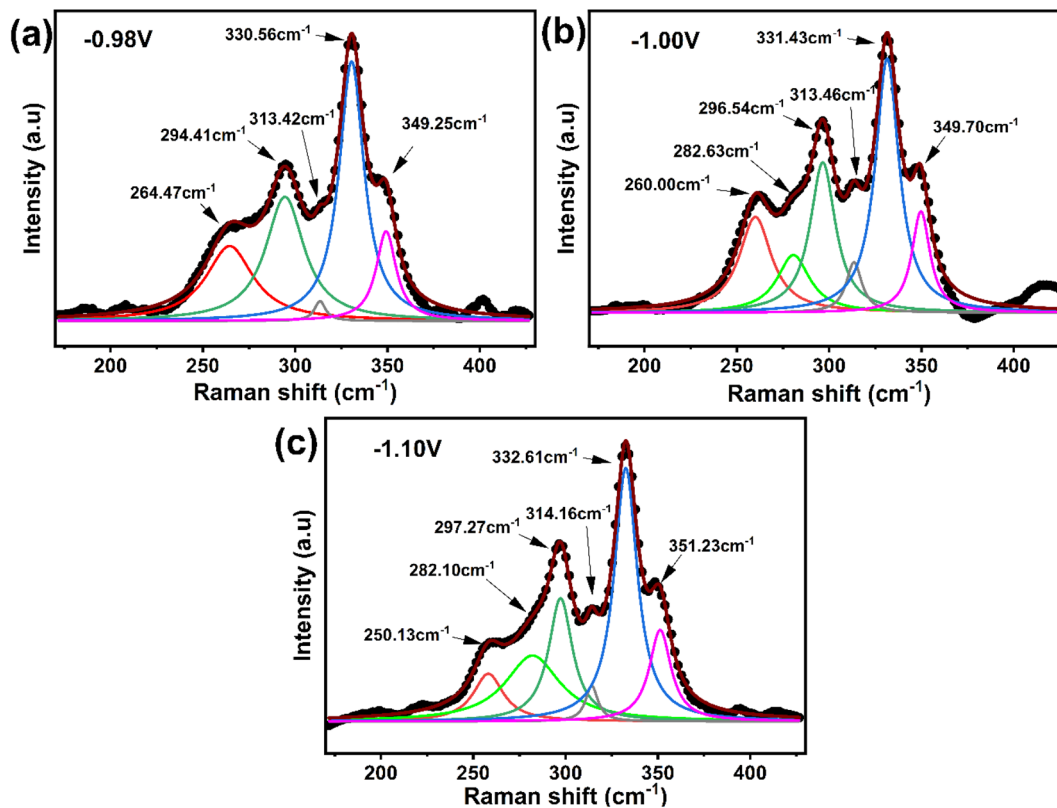 (a)
-0.98V
330.56cm⁻¹
313.42cm⁻¹
294.41cm⁻¹
349.25cm⁻¹
264.47cm⁻¹
Intensity (a.u)
200 250 300 350 400
Raman shift (cm⁻¹)
(b)
-1.00V
331.43cm⁻¹
313.46cm⁻¹
296.54cm⁻¹
282.63cm⁻¹
349.70cm⁻¹
260.00cm⁻¹
Intensity (a.u)
200 250 300 350 400
Raman shift (cm⁻¹)
(c)
-1.10V
332.61cm⁻¹
314.16cm⁻¹
297.27cm⁻¹
351.23cm⁻¹
282.10cm⁻¹
250.13cm⁻¹
Intensity (a.u)
200 250 300 350 400
Raman shift (cm⁻¹)